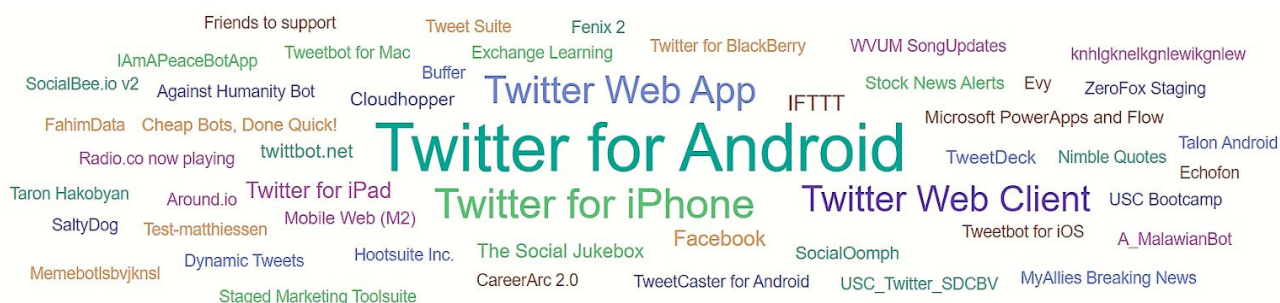 Friends to support
Tweet Suite
Fenix 2
IAmAPeaceBotApp
Tweetbot for Mac
Exchange Learning
Twitter for BlackBerry
WVUM SongUpdates
knhlgknelkgnlewikgnlew
SocialBee.io v2
Against Humanity Bot
Buffer
Cloudhopper
Twitter Web App
IFTTT
Stock News Alerts
Evy
ZeroFox Staging
FahimData
Cheap Bots, Done Quick!
Microsoft PowerApps and Flow
Radio.co now playing
twittbot.net
Twitter for Android
TweetDeck
Nimble Quotes
Talon Android
Echofon
Taron Hakobyan
Around.io
Twitter for iPad
Twitter for iPhone
Twitter Web Client
USC Bootcamp
SaltyDog
Test-matthiessen
Mobile Web (M2)
Facebook
Tweetbot for iOS
A_MalawianBot
Memebotlsbvjknsl
Dynamic Tweets
Hootsuite Inc.
The Social Jukebox
SocialOomph
Staged Marketing Toolsuite
CareerArc 2.0
TweetCaster for Android
USC_Twitter_SDCBV
MyAllies Breaking News